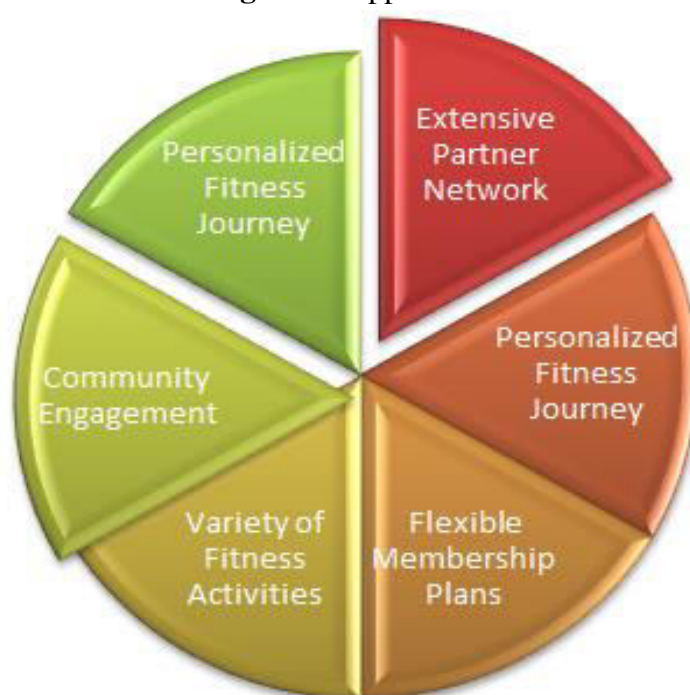 Extensive
Partner
Network
Personalized
Fitness
Journey
Flexible
Membership
Plans
Variety of
Fitness
Activities
Community
Engagement
Personalized
Fitness
Journey